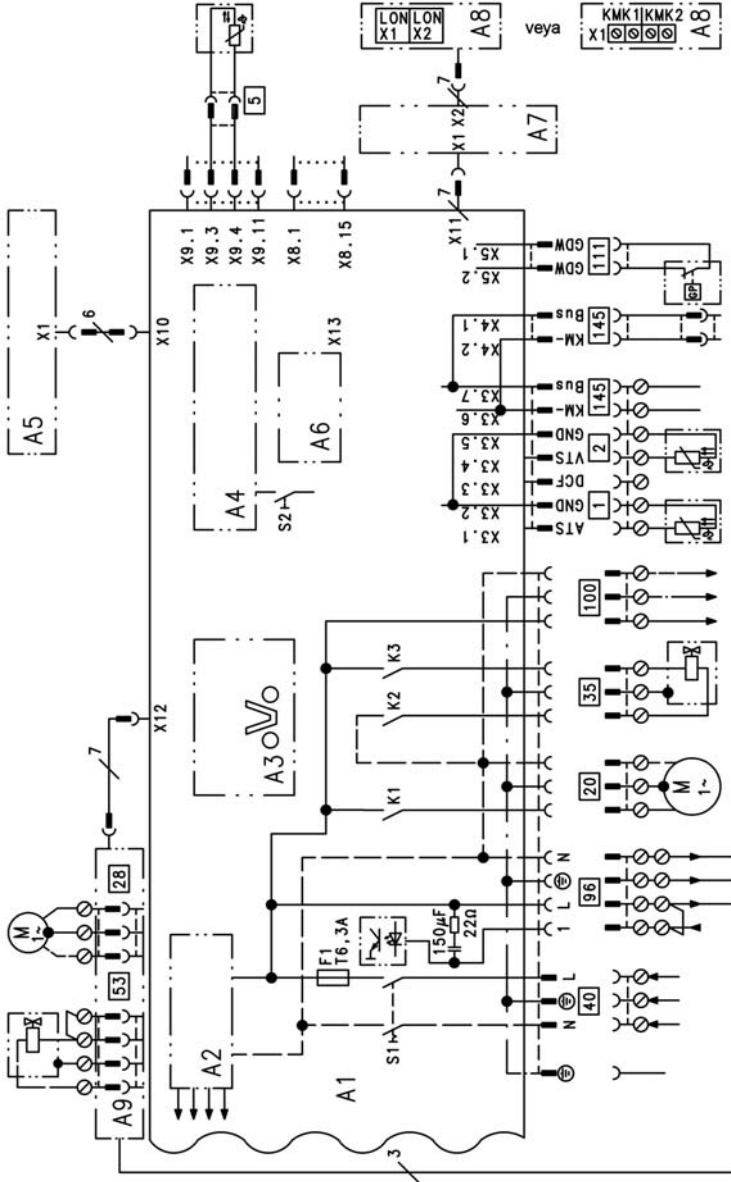 LON LON
X1 X2
A8
veya
KMK1 KMK2
X1
A8
7
X1 X2
A7
7
X11
5
X9.1
X9.3
X9.4
X9.11
X8.1
X8.15
A5
X1
6
X10
A4
S2
A6
X13
X5.1
X5.2
X4.1
X4.2
X3.7
X3.6
X3.5
X3.4
X3.3
X3.2
X3.1
GDW
GDW
Bus
KM-
Bus
KM-
GND
VTS
DCF
GND
ATS
111
145
145
2
1
GP
A3
X12
7
K3
K2
K1
100
35
20
M
1~
96
N
L
1
40
L
N
F1
T6,3A
150µF
22Ω
S1
A2
A1
28
53
M
1~
A9
3